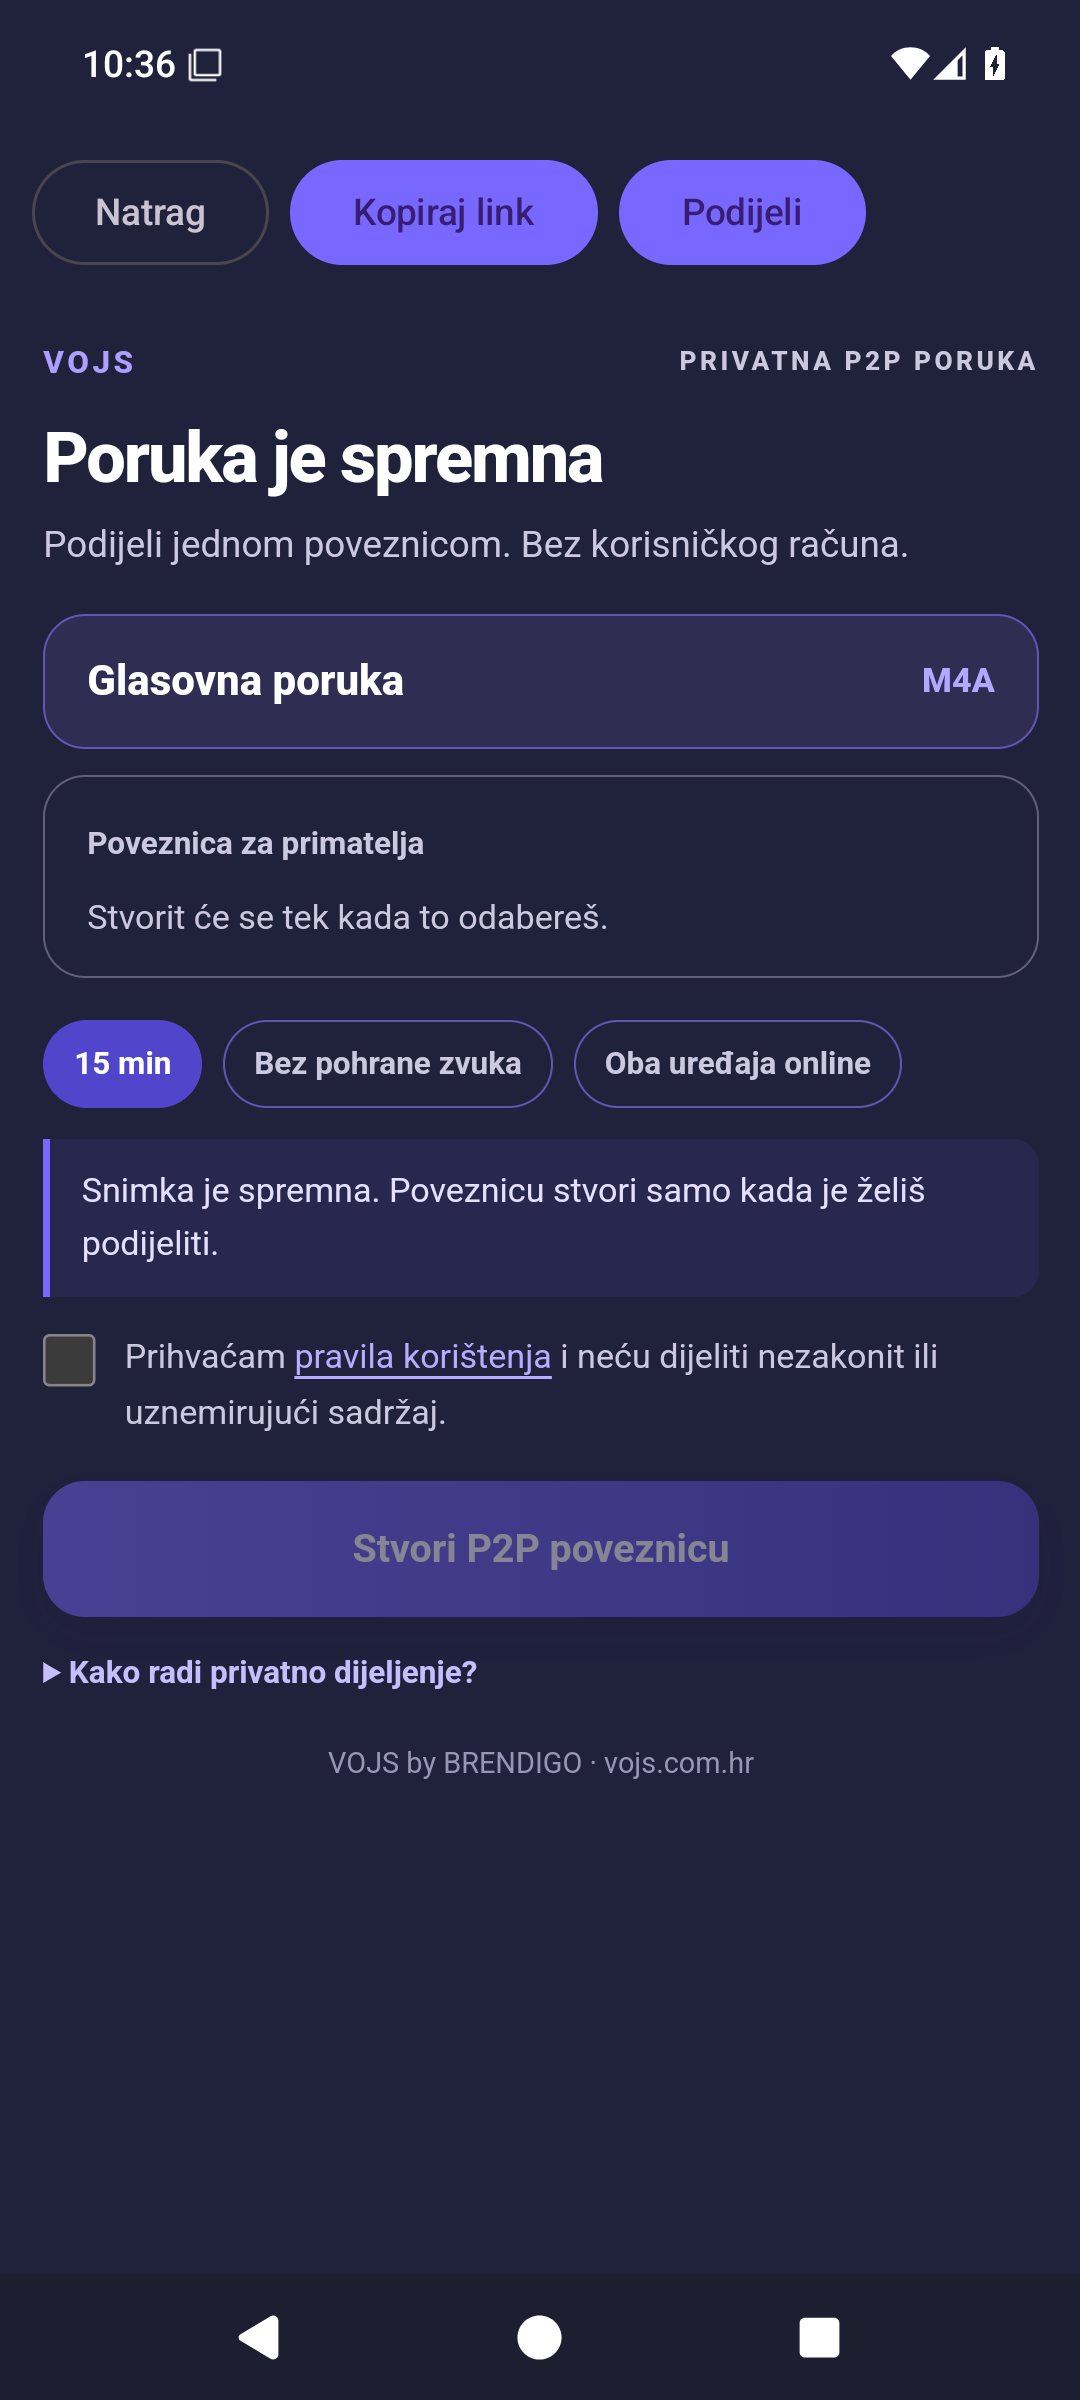 10:36
Natrag
Kopiraj link
Podijeli
VOJS
PRIVATNA P2P PORUKA
Poruka je spremna
Podijeli jednom poveznicom. Bez korisničkog računa.
Glasovna poruka
M4A
Poveznica za primatelja
Stvorit će se tek kada to odabereš.
15 min
Bez pohrane zvuka
Oba uređaja online
Snimka je spremna. Poveznicu stvori samo kada je želiš
podijeliti.
Prihvaćam pravila korištenja i neću dijeliti nezakonit ili
uznemirujući sadržaj.
Stvori P2P poveznicu
Kako radi privatno dijeljenje?
VOJS by BRENDIGO · vojs.com.hr